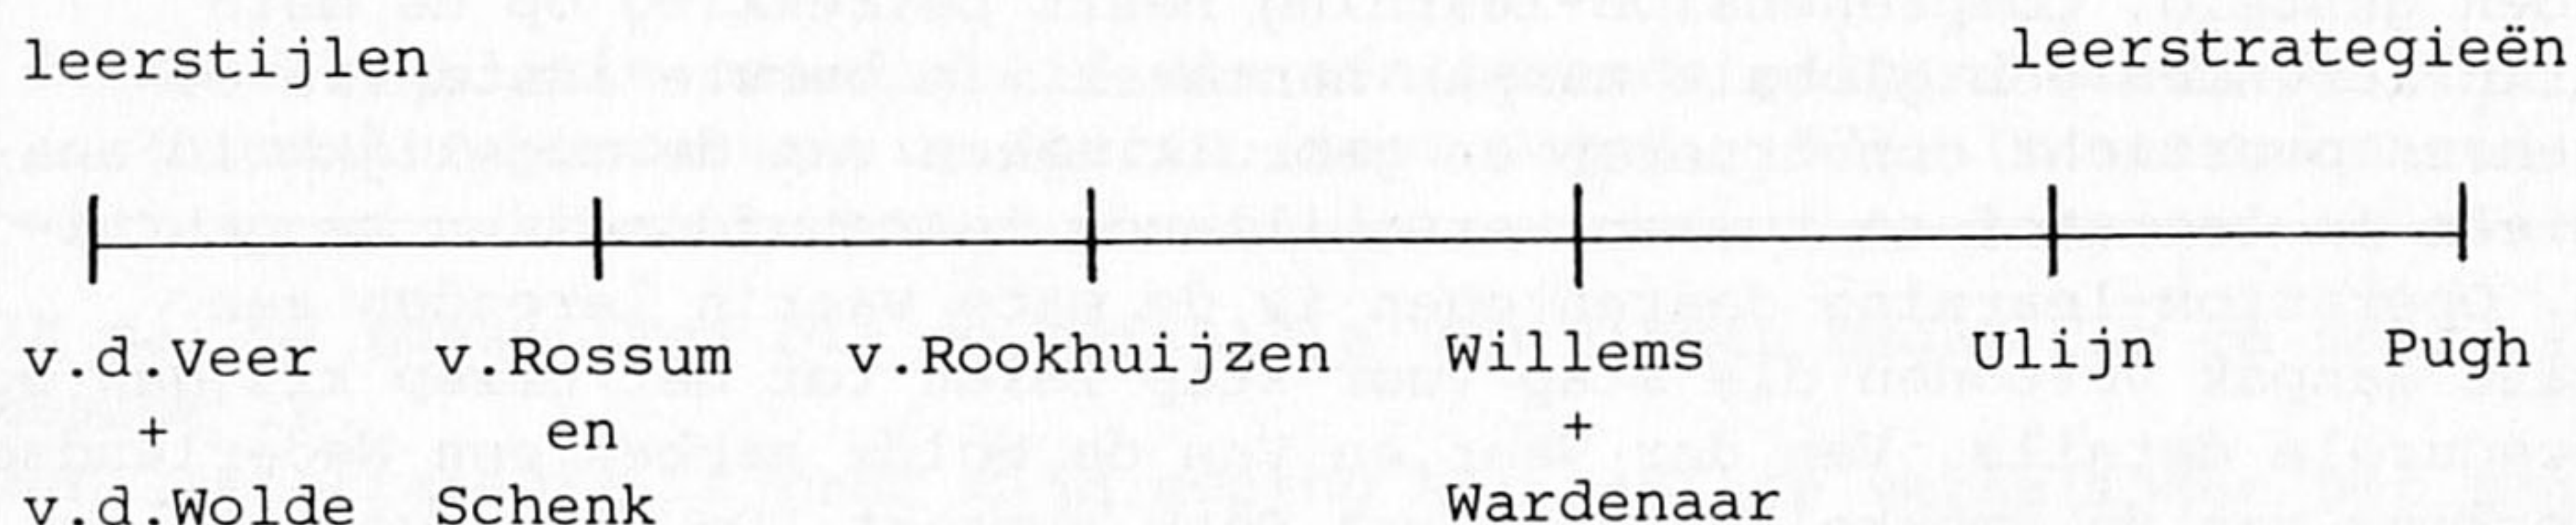 leerstijlen leerstrategieën
v.d.Veer v.Rossum v.Rookhuijzen Willems Ulijn Pugh
+ en +
v.d.Wolde Schenk Wardenaar